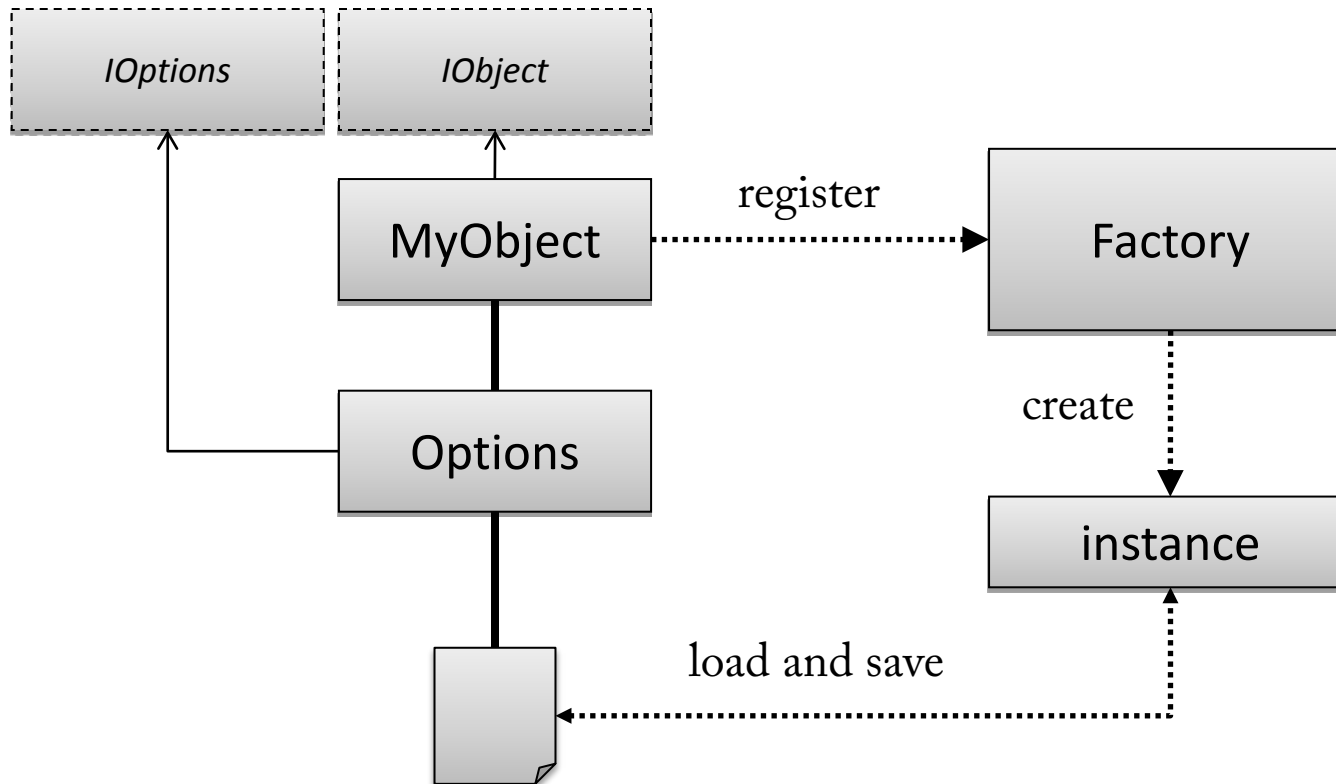 IOptions
IObject
MyObject
register
Factory
Options
create
instance
load and save